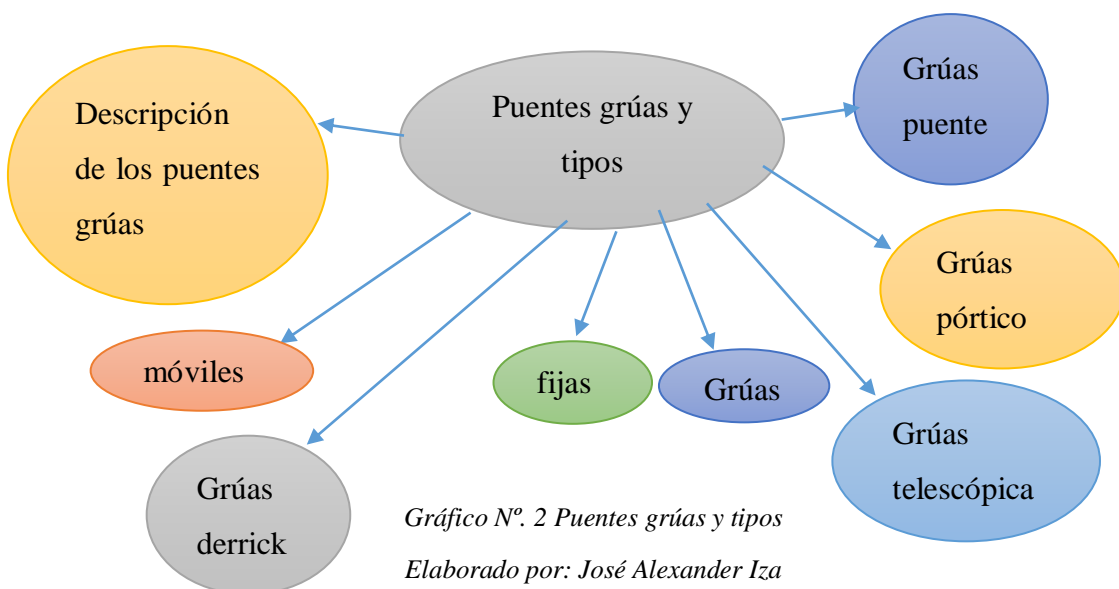 Puentes grúas y
tipos
Descripción
de los puentes
grúas
Grúas
puente
Grúas
pórtico
móviles
fijas
Grúas
Grúas
telescópica
Grúas
derrick
Gráfico Nº. 2 Puentes grúas y tipos
Elaborado por: José Alexander Iza